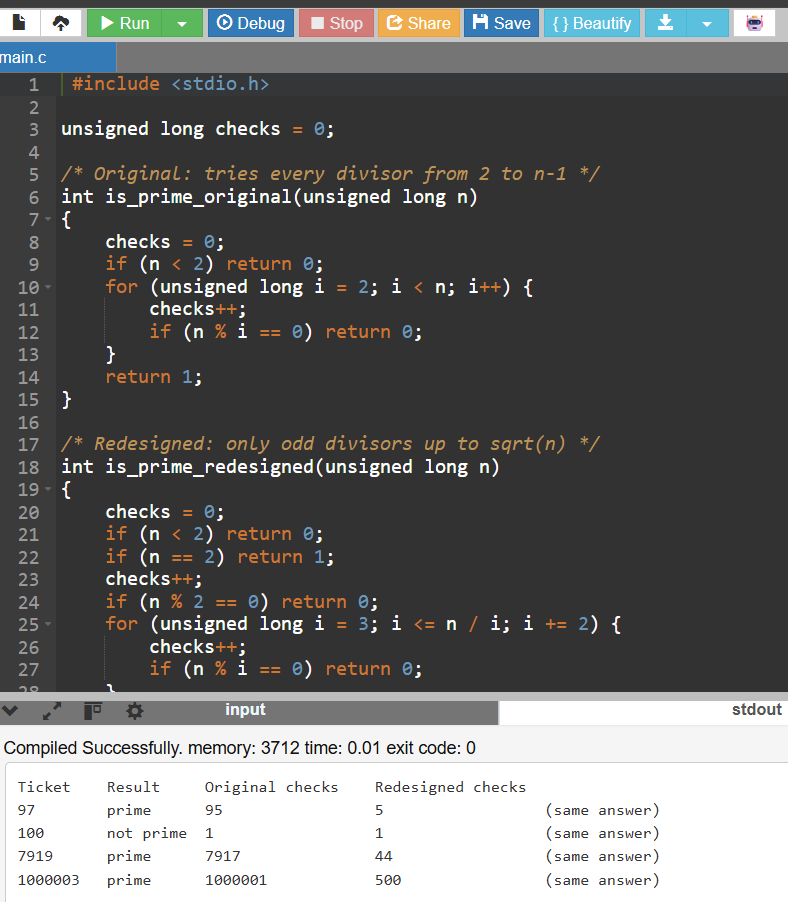 Run Debug Stop Share Save { } Beautify
main.c
1 #include <stdio.h>
2
3 unsigned long checks = 0;
4
5 /* Original: tries every divisor from 2 to n-1 */
6 int is_prime_original(unsigned long n)
7 {
8 checks = 0;
9 if (n < 2) return 0;
10 for (unsigned long i = 2; i < n; i++) {
11 checks++;
12 if (n % i == 0) return 0;
13 }
14 return 1;
15 }
16
17 /* Redesigned: only odd divisors up to sqrt(n) */
18 int is_prime_redesigned(unsigned long n)
19 {
20 checks = 0;
21 if (n < 2) return 0;
22 if (n == 2) return 1;
23 checks++;
24 if (n % 2 == 0) return 0;
25 for (unsigned long i = 3; i <= n / i; i += 2) {
26 checks++;
27 if (n % i == 0) return 0;
28 }
input stdout
Compiled Successfully. memory: 3712 time: 0.01 exit code: 0
Ticket Result Original checks Redesigned checks
97 prime 95 5 (same answer)
100 not prime 1 1 (same answer)
7919 prime 7917 44 (same answer)
1000003 prime 1000001 500 (same answer)